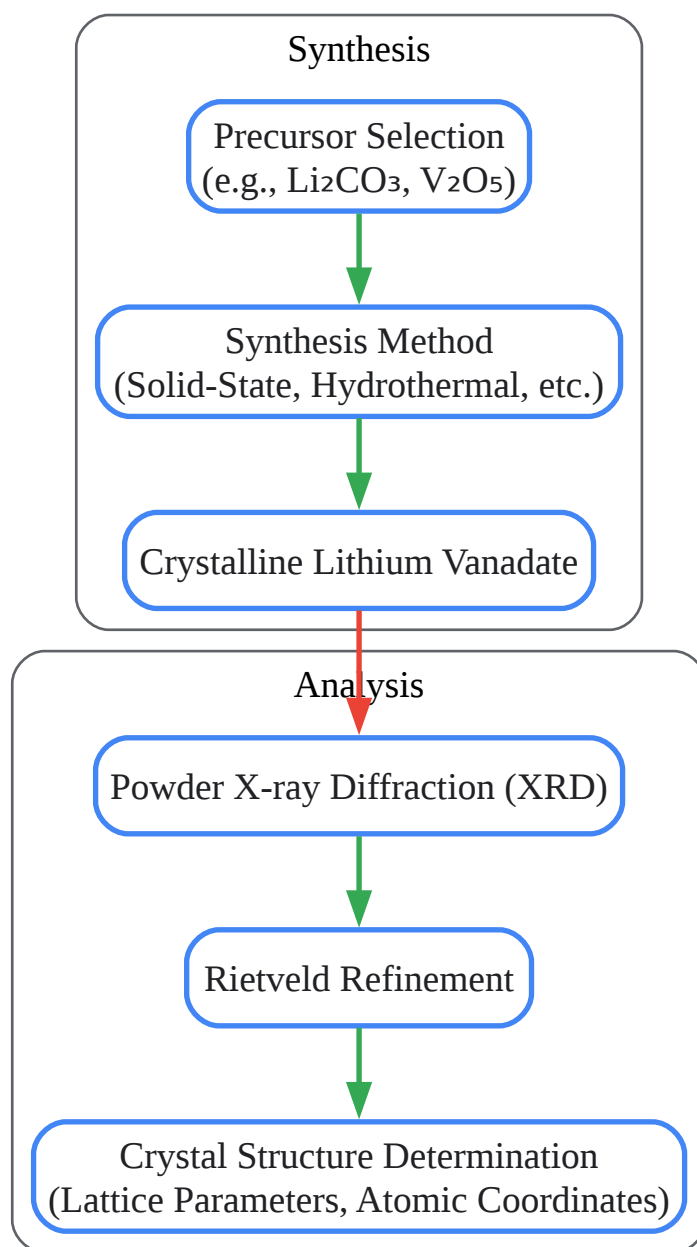 Synthesis
Precursor Selection
(e.g., Li₂CO₃, V₂O₅)
Synthesis Method
(Solid-State, Hydrothermal, etc.)
Crystalline Lithium Vanadate
Analysis
Powder X-ray Diffraction (XRD)
Rietveld Refinement
Crystal Structure Determination
(Lattice Parameters, Atomic Coordinates)